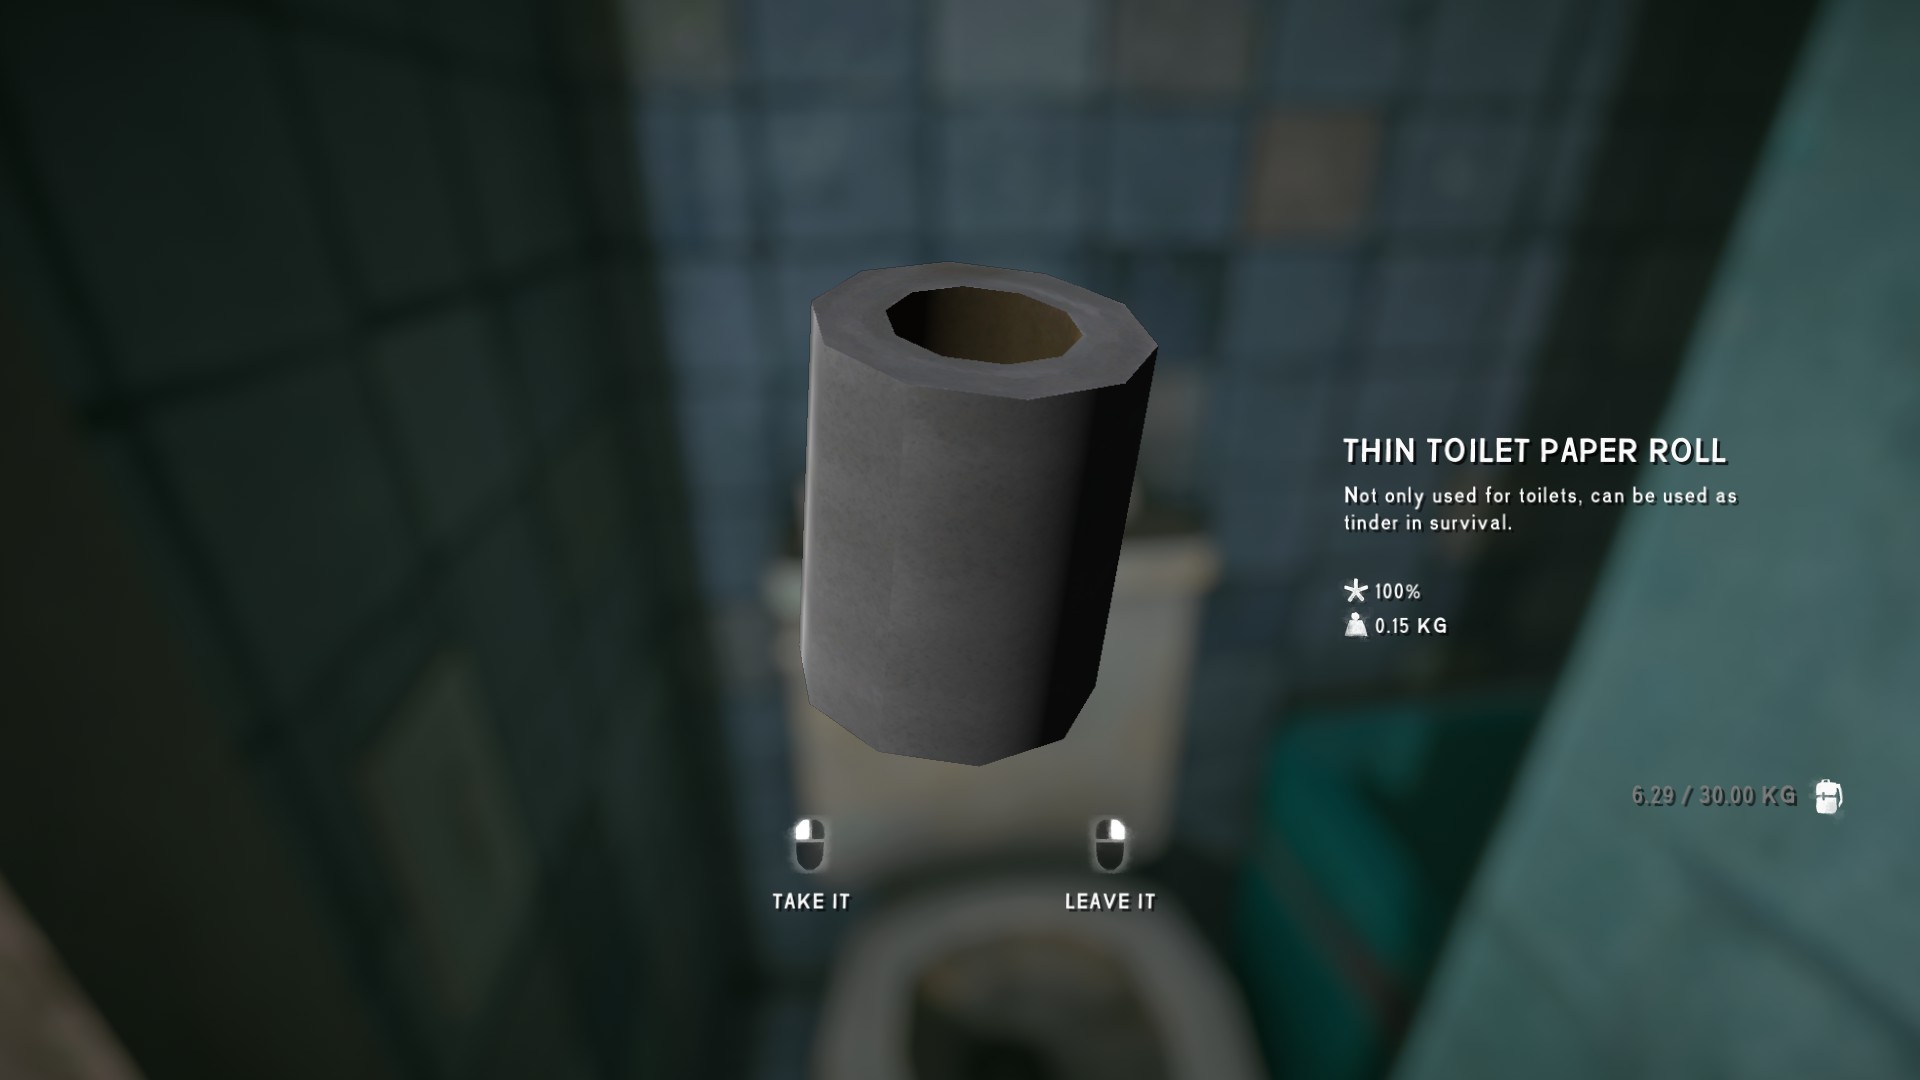 THIN TOILET PAPER ROLL
Not only used for toilets, can be used as
tinder in survival.
100%
0.15 KG
6.29 / 30.00 KG
TAKE IT
LEAVE IT